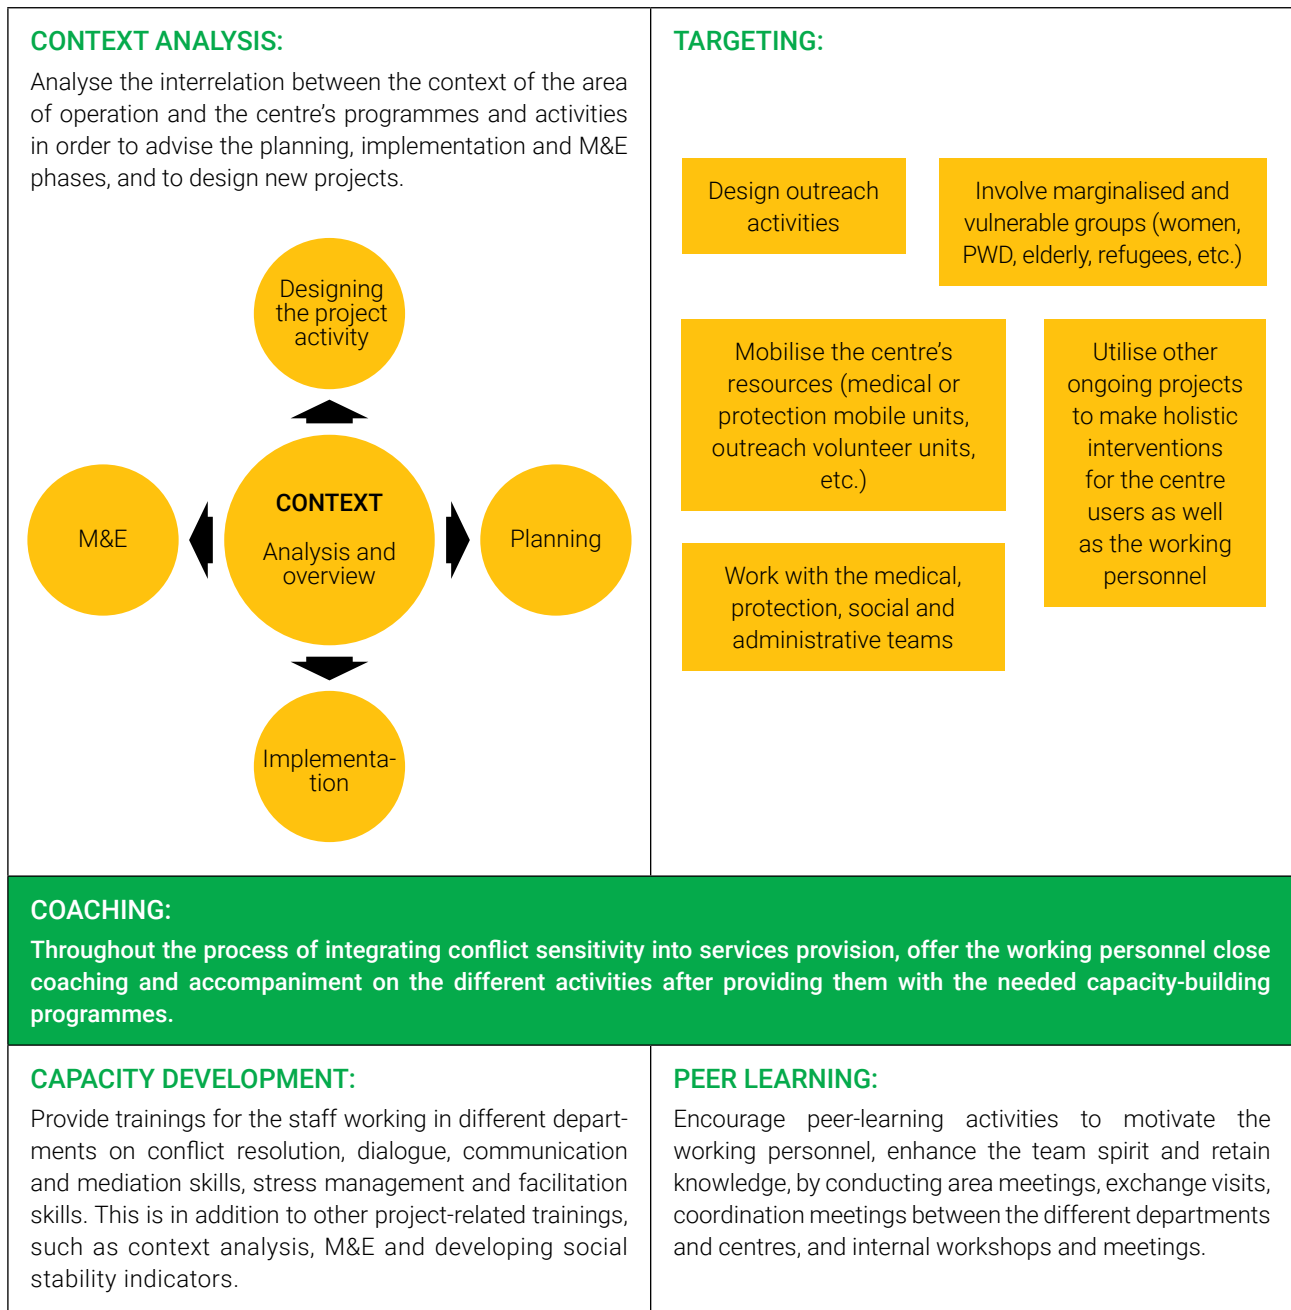 CONTEXT ANALYSIS:
Analyse the interrelation between the context of the area
of operation and the centre’s programmes and activities
in order to advise the planning, implementation and M&E
phases, and to design new projects.
Designing
the project
activity
M&E
CONTEXT
Analysis and
overview
Planning
Implementa-
tion
TARGETING:
Design outreach
activities
Involve marginalised and
vulnerable groups (women,
PWD, elderly, refugees, etc.)
Mobilise the centre’s
resources (medical or
protection mobile units,
outreach volunteer units,
etc.)
Utilise other
ongoing projects
to make holistic
interventions
for the centre
users as well
as the working
personnel
Work with the medical,
protection, social and
administrative teams
COACHING:
Throughout the process of integrating conflict sensitivity into services provision, offer the working personnel close
coaching and accompaniment on the different activities after providing them with the needed capacity-building
programmes.
CAPACITY DEVELOPMENT:
Provide trainings for the staff working in different depart-
ments on conflict resolution, dialogue, communication
and mediation skills, stress management and facilitation
skills. This is in addition to other project-related trainings,
such as context analysis, M&E and developing social
stability indicators.
PEER LEARNING:
Encourage peer-learning activities to motivate the
working personnel, enhance the team spirit and retain
knowledge, by conducting area meetings, exchange visits,
coordination meetings between the different departments
and centres, and internal workshops and meetings.